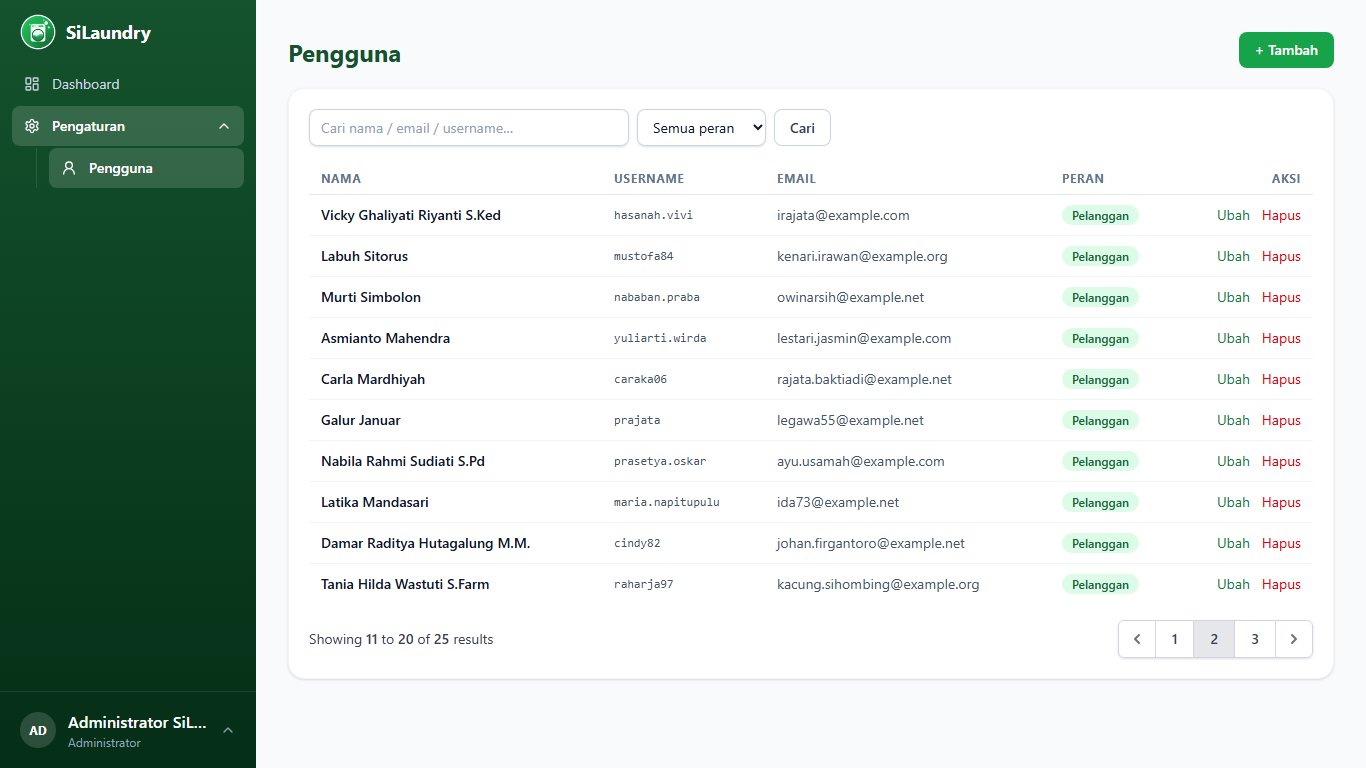 SiLaundry
Dashboard
Pengaturan
Pengguna
AD
Administrator SiL...
Administrator
Pengguna
+ Tambah
Cari nama / email / username...
Semua peran
Cari
NAMA USERNAME EMAIL PERAN AKSI
Vicky Ghaliyati Riyanti S.Ked hasanah.vivi irajata@example.com Pelanggan Ubah Hapus
Labuh Sitorus mustofa84 kenari.irawan@example.org Pelanggan Ubah Hapus
Murti Simbolon nababan.praba owinarsih@example.net Pelanggan Ubah Hapus
Asmianto Mahendra yuliarti.wirda lestari.jasmin@example.com Pelanggan Ubah Hapus
Carla Mardhiyah caraka06 rajata.baktiadi@example.net Pelanggan Ubah Hapus
Galur Januar prajata legawa55@example.net Pelanggan Ubah Hapus
Nabila Rahmi Sudiati S.Pd prasetya.oskar ayu.usamah@example.com Pelanggan Ubah Hapus
Latika Mandasari maria.napitupulu ida73@example.net Pelanggan Ubah Hapus
Damar Raditya Hutagalung M.M. cindy82 johan.firgantoro@example.net Pelanggan Ubah Hapus
Tania Hilda Wastuti S.Farm raharja97 kacung.sihombing@example.org Pelanggan Ubah Hapus
Showing 11 to 20 of 25 results
1 2 3